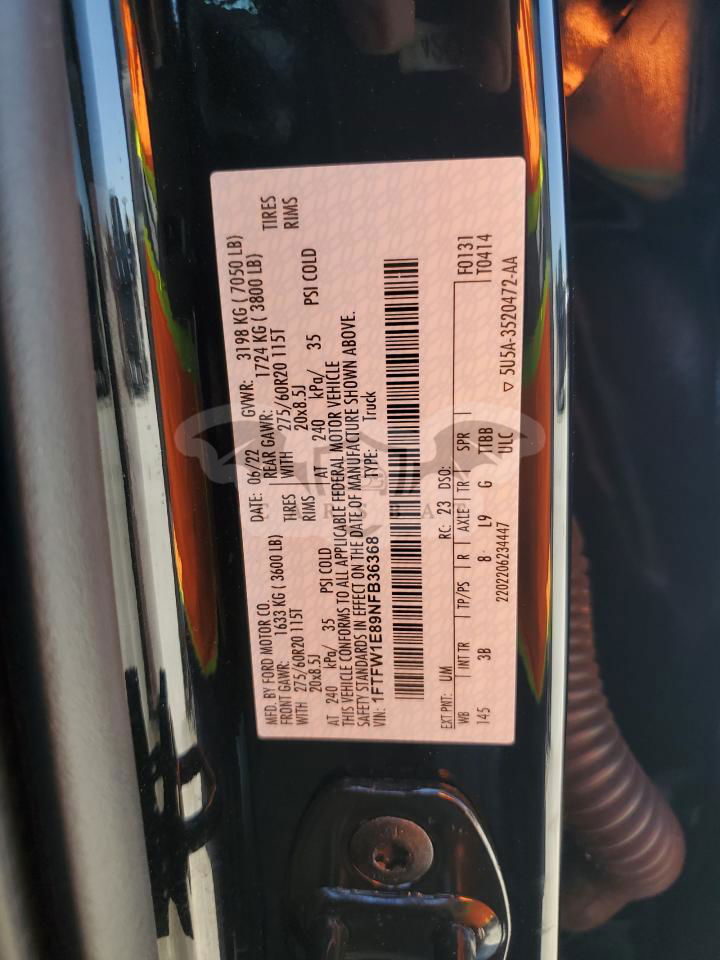 MFD. BY FORD MOTOR CO.
DATE: 06/22 GVWR: 3198 KG ( 7050 LB)
FRONT GAWR: 1633 KG (3600 LB) REAR GAWR: 1724 KG ( 3800 LB)
WITH 275/60R20 115T TIRES WITH 275/60R20 115T TIRES
20x8.5J RIMS 20x8.5J RIMS
AT 240 kPa/ 35 PSI COLD AT 240 kPa/ 35 PSI COLD
THIS VEHICLE CONFORMS TO ALL APPLICABLE FEDERAL MOTOR VEHICLE
SAFETY STANDARDS IN EFFECT ON THE DATE OF MANUFACTURE SHOWN ABOVE.
VIN: 1FTFW1E89NFB36368 TYPE: Truck
EXT PNT: UM RC: 23 DSO: F0131
WB INT TR TP/PS R AXLE TR SPR T0414
145 3B 8 L9 G TIBB
2202206234447 ULC ▽ 5U5A-3520472-AA